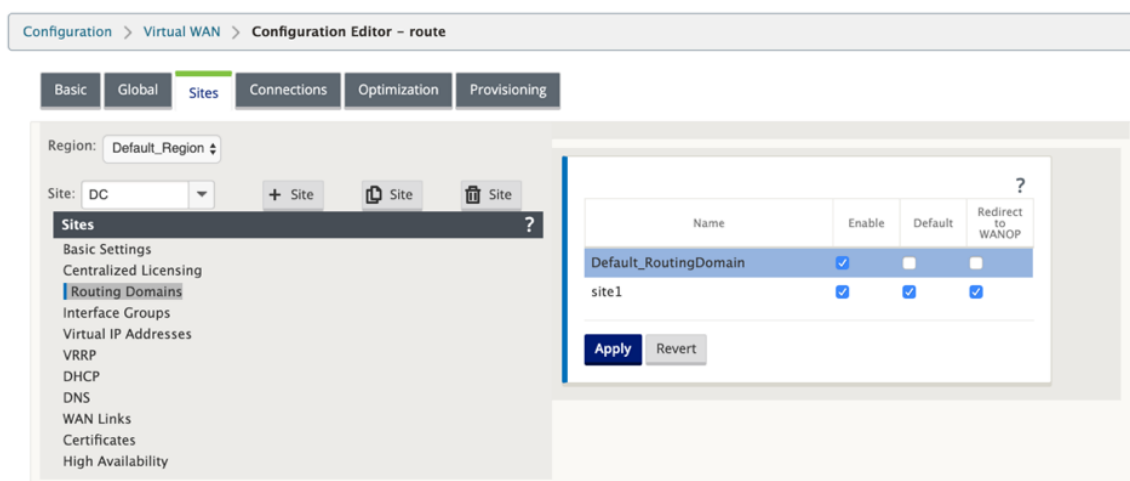 Configuration > Virtual WAN > Configuration Editor – route
Basic Global Sites Connections Optimization Provisioning
Region: Default_Region
Site: DC + Site Site Site
Sites ?
Basic Settings
Centralized Licensing
Routing Domains
Interface Groups
Virtual IP Addresses
VRRP
DHCP
DNS
WAN Links
Certificates
High Availability
?
Name Enable Default Redirect to WANOP
Default_RoutingDomain
site1
Apply Revert